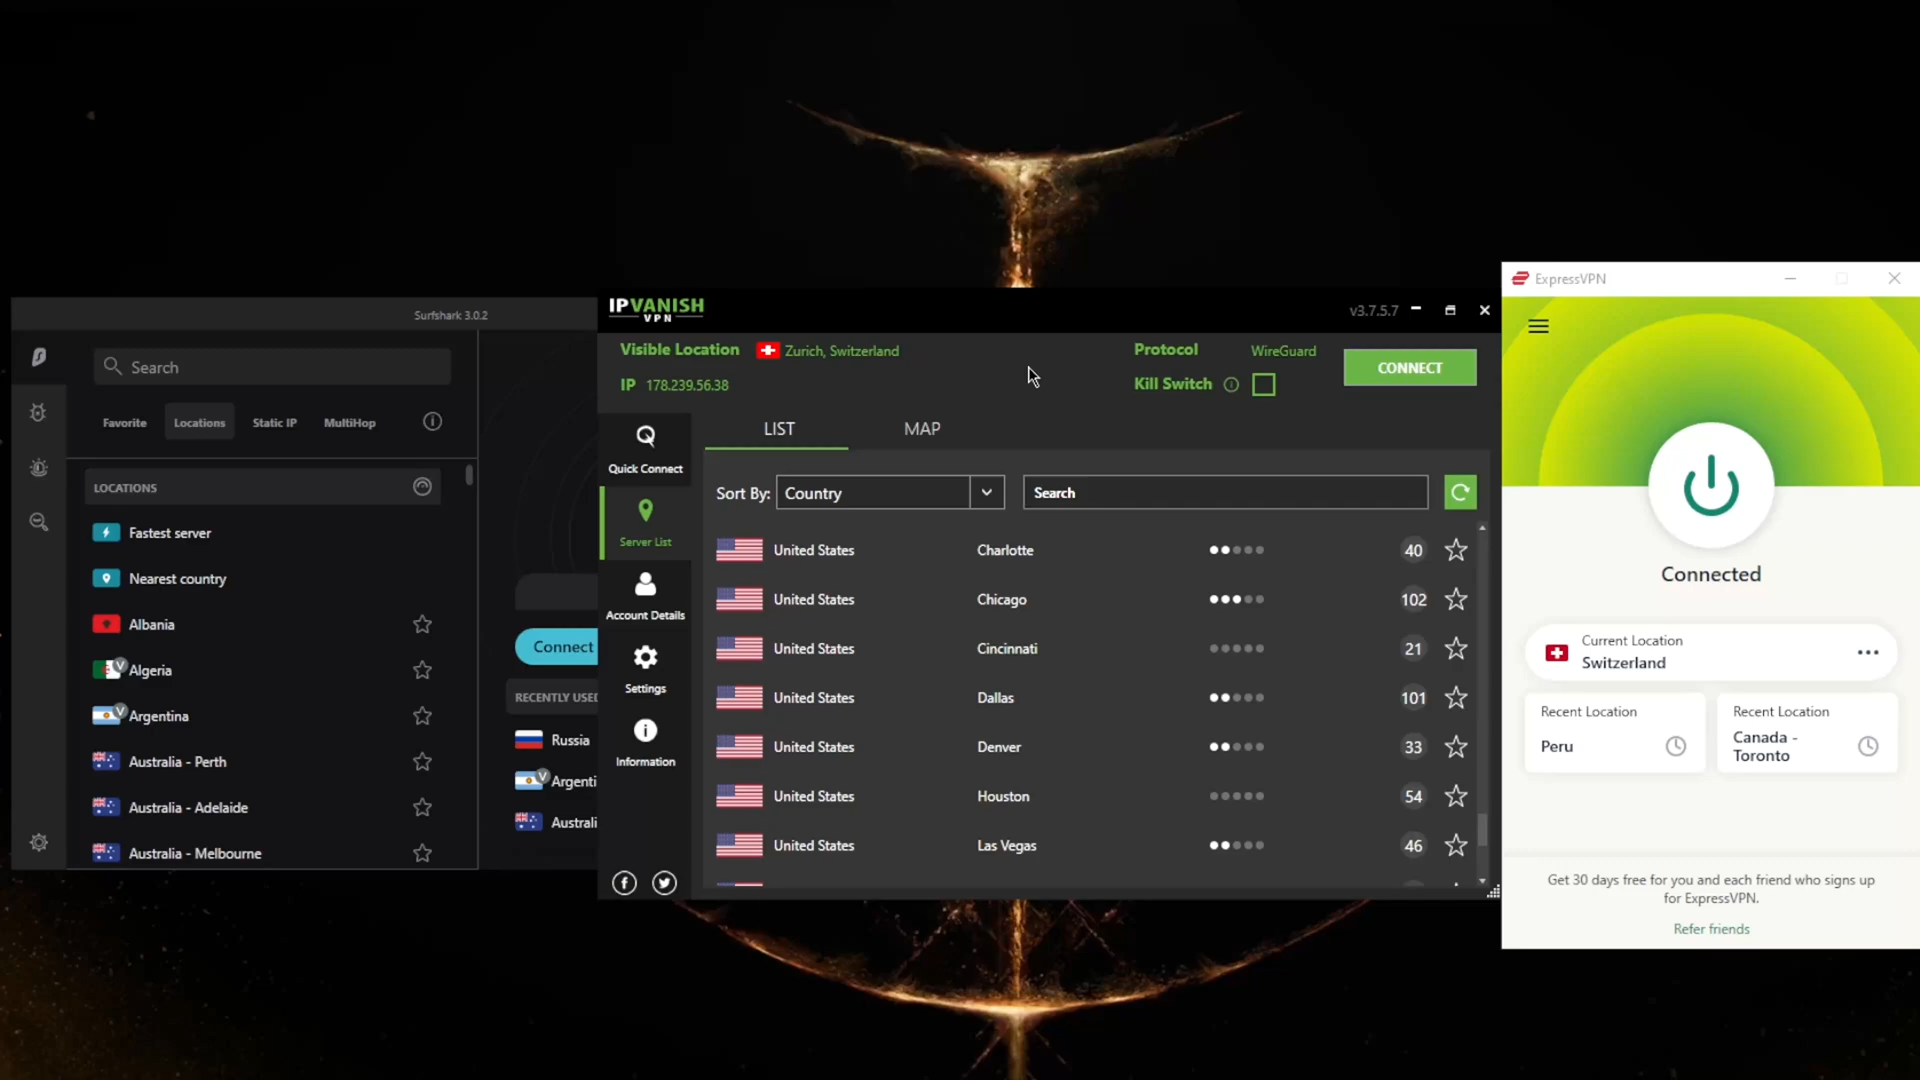 Surfshark 3.0.2
Search
Favorite Locations Static IP MultiHop
LOCATIONS
Fastest server
Nearest country
Albania
V Algeria
V Argentina
Australia - Perth
Australia - Adelaide
Australia - Melbourne
Connect
RECENTLY USED
Russia
V Argenti
Australi
IPVANISH
VPN
v3.7.5.7
Visible Location Zurich, Switzerland
IP 178.239.56.38
Protocol WireGuard
Kill Switch
CONNECT
Quick Connect
Server List
Account Details
Settings
Information
LIST MAP
Sort By: Country Search
United States Charlotte 40
United States Chicago 102
United States Cincinnati 21
United States Dallas 101
United States Denver 33
United States Houston 54
United States Las Vegas 46
ExpressVPN
Connected
Current Location
Switzerland
Recent Location
Peru
Recent Location
Canada -
Toronto
Get 30 days free for you and each friend who signs up
for ExpressVPN.
Refer friends